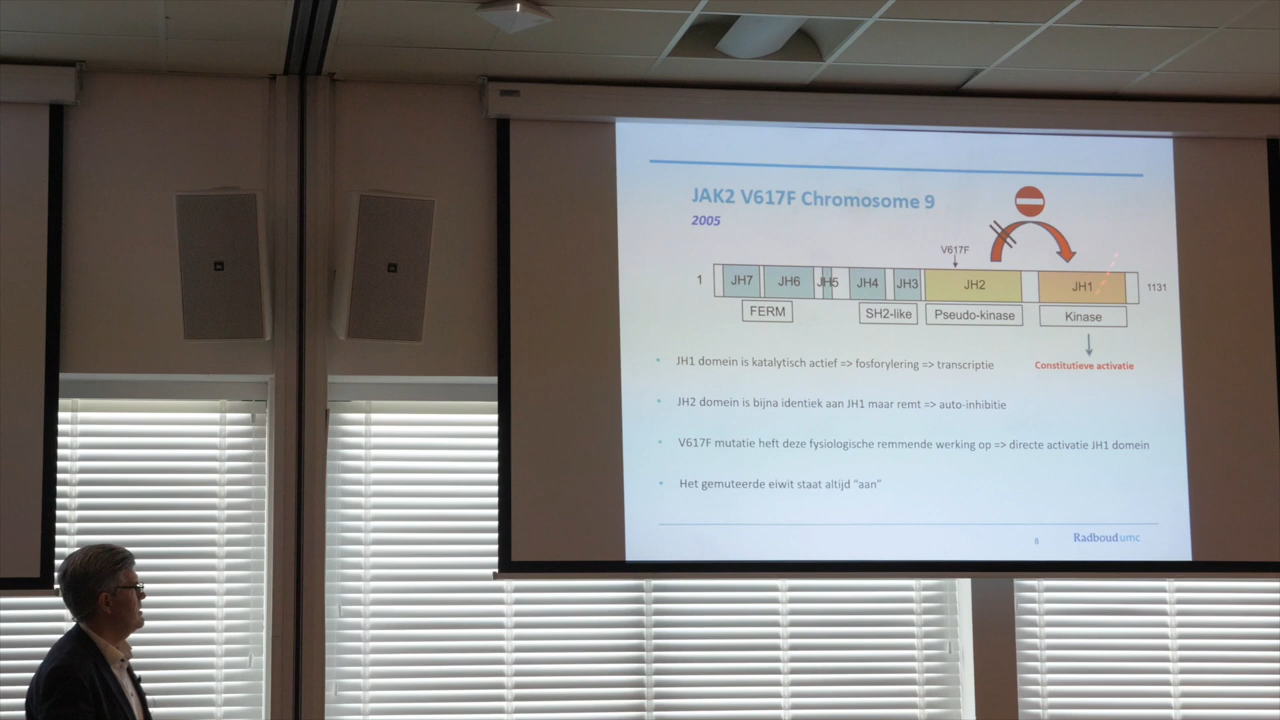 JAK2 V617F Chromosome 9
2005
V617F
1 JH7 JH6 JH5 JH4 JH3 JH2 JH1 1131
FERM SH2-like Pseudo-kinase Kinase
Constitutieve activatie
• JH1 domein is katalytisch actief => fosforylering => transcriptie
• JH2 domein is bijna identiek aan JH1 maar remt => auto-inhibitie
• V617F mutatie heft deze fysiologische remmende werking op => directe activatie JH1 domein
• Het gemuteerde eiwit staat altijd "aan"
8 Radboudumc